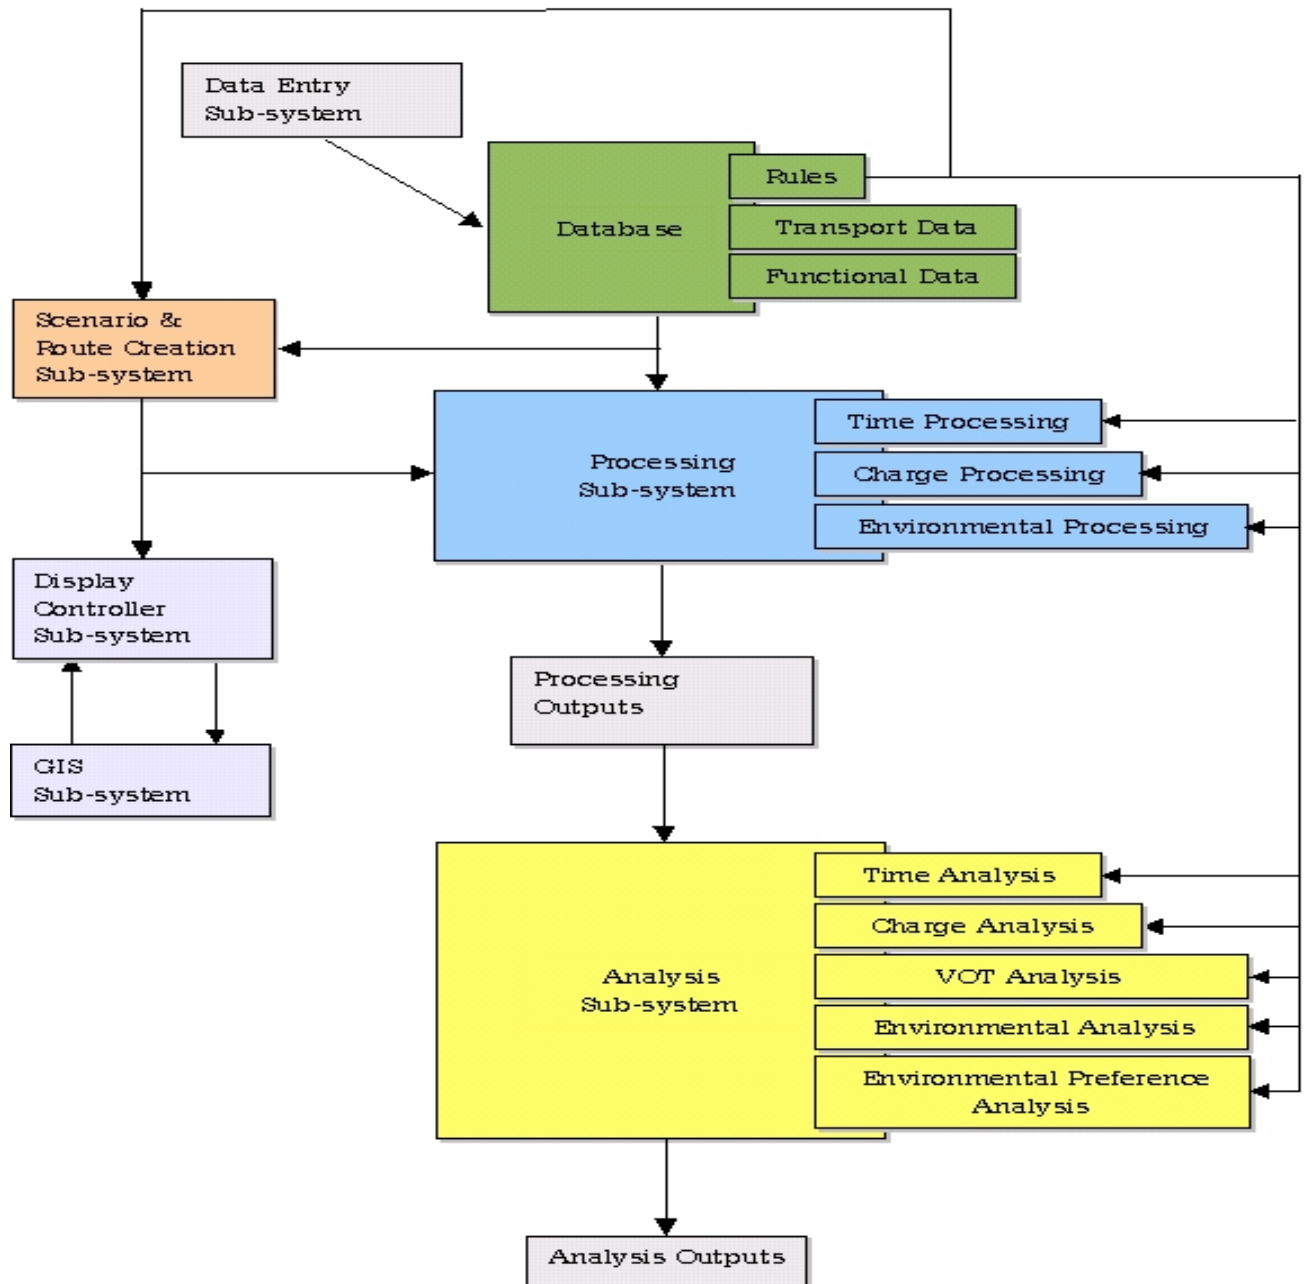 Data Entry
Sub-system
Rules
Database
Transport Data
Functional Data
Scenario &
Route Creation
Sub-system
Processing
Sub-system
Time Processing
Charge Processing
Environmental Processing
Display
Controller
Sub-system
Processing
Outputs
GIS
Sub-system
Analysis
Sub-system
Time Analysis
Charge Analysis
VOT Analysis
Environmental Analysis
Environmental Preference
Analysis
Analysis Outputs